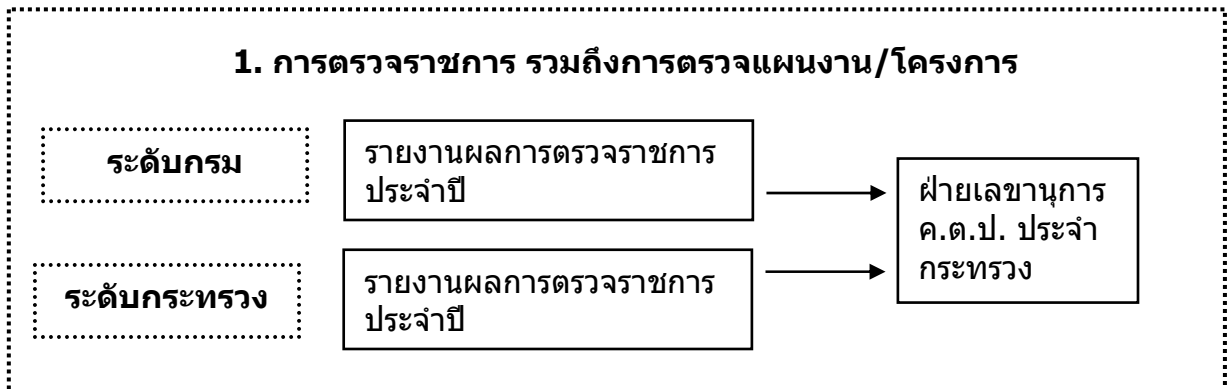 1. การตรวจราชการ รวมถึงการตรวจแผนงาน/โครงการ
ระดับกรม
รายงานผลการตรวจราชการ
ประจำปี
ฝ่ายเลขานุการ
ค.ต.ป. ประจำ
กระทรวง
ระดับกระทรวง
รายงานผลการตรวจราชการ
ประจำปี